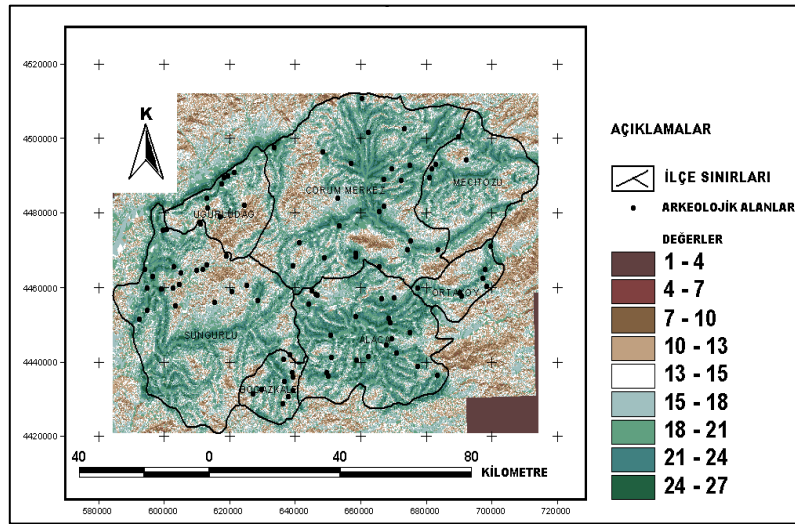 4520000
4500000
4480000
4460000
4440000
4420000
K
ÇORUM MERKEZ
MECİTÖZÜ
UĞURLUDAĞ
ORTAKÖY
SUNGURLU
ALACA
BOĞAZKALE
40 0 40 80
KİLOMETRE
580000 600000 620000 640000 660000 680000 700000 720000
AÇIKLAMALAR
İLÇE SINIRLARI
ARKEOLOJİK ALANLAR
DEĞERLER
1 - 4
4 - 7
7 - 10
10 - 13
13 - 15
15 - 18
18 - 21
21 - 24
24 - 27